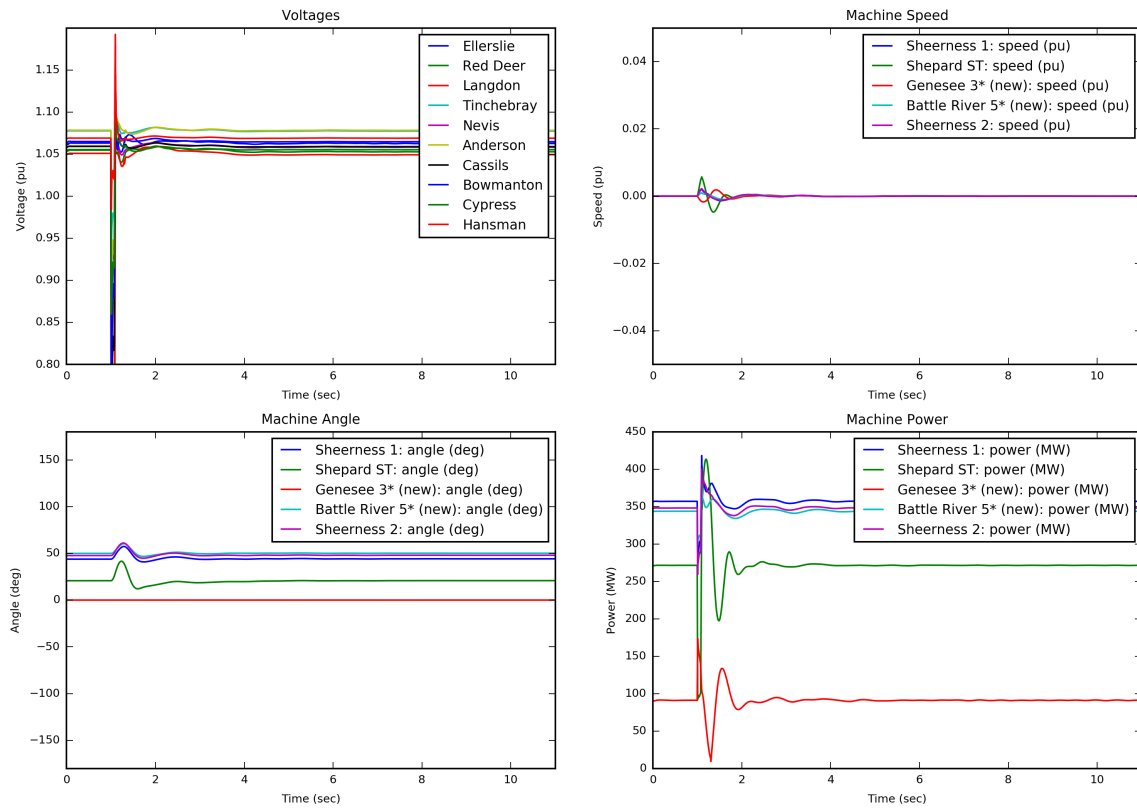 Voltages
1.15
1.10
1.05
1.00
0.95
0.90
0.85
0.80
Voltage (pu)
Ellerslie
Red Deer
Langdon
Tinchebray
Nevis
Anderson
Cassils
Bowmanton
Cypress
Hansman
0 2 4 6 8 10
Time (sec)
Machine Speed
0.04
0.02
0.00
−0.02
−0.04
Speed (pu)
Sheerness 1: speed (pu)
Shepard ST: speed (pu)
Genesee 3* (new): speed (pu)
Battle River 5* (new): speed (pu)
Sheerness 2: speed (pu)
0 2 4 6 8 10
Time (sec)
Machine Angle
150
100
50
0
−50
−100
−150
Angle (deg)
Sheerness 1: angle (deg)
Shepard ST: angle (deg)
Genesee 3* (new): angle (deg)
Battle River 5* (new): angle (deg)
Sheerness 2: angle (deg)
0 2 4 6 8 10
Time (sec)
Machine Power
450
400
350
300
250
200
150
100
50
0
Power (MW)
Sheerness 1: power (MW)
Shepard ST: power (MW)
Genesee 3* (new): power (MW)
Battle River 5* (new): power (MW)
Sheerness 2: power (MW)
0 2 4 6 8 10
Time (sec)